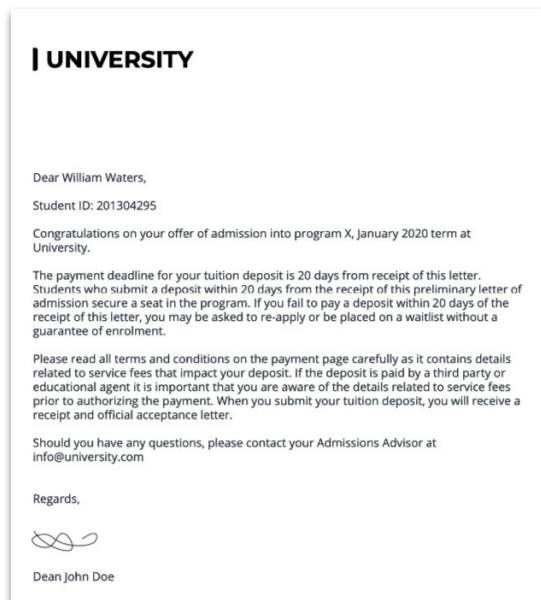 UNIVERSITY
Dear William Waters,
Student ID: 201304295
Congratulations on your offer of admission into program X, January 2020 term at
University.
The payment deadline for your tuition deposit is 20 days from receipt of this letter.
Students who submit a deposit within 20 days from the receipt of this preliminary letter of
admission secure a seat in the program. If you fail to pay a deposit within 20 days of the
receipt of this letter, you may be asked to re-apply or be placed on a waitlist without a
guarantee of enrolment.
Please read all terms and conditions on the payment page carefully as it contains details
related to service fees that impact your deposit. If the deposit is paid by a third party or
educational agent it is important that you are aware of the details related to service fees
prior to authorizing the payment. When you submit your tuition deposit, you will receive a
receipt and official acceptance letter.
Should you have any questions, please contact your Admissions Advisor at
info@university.com
Regards,
Dean John Doe